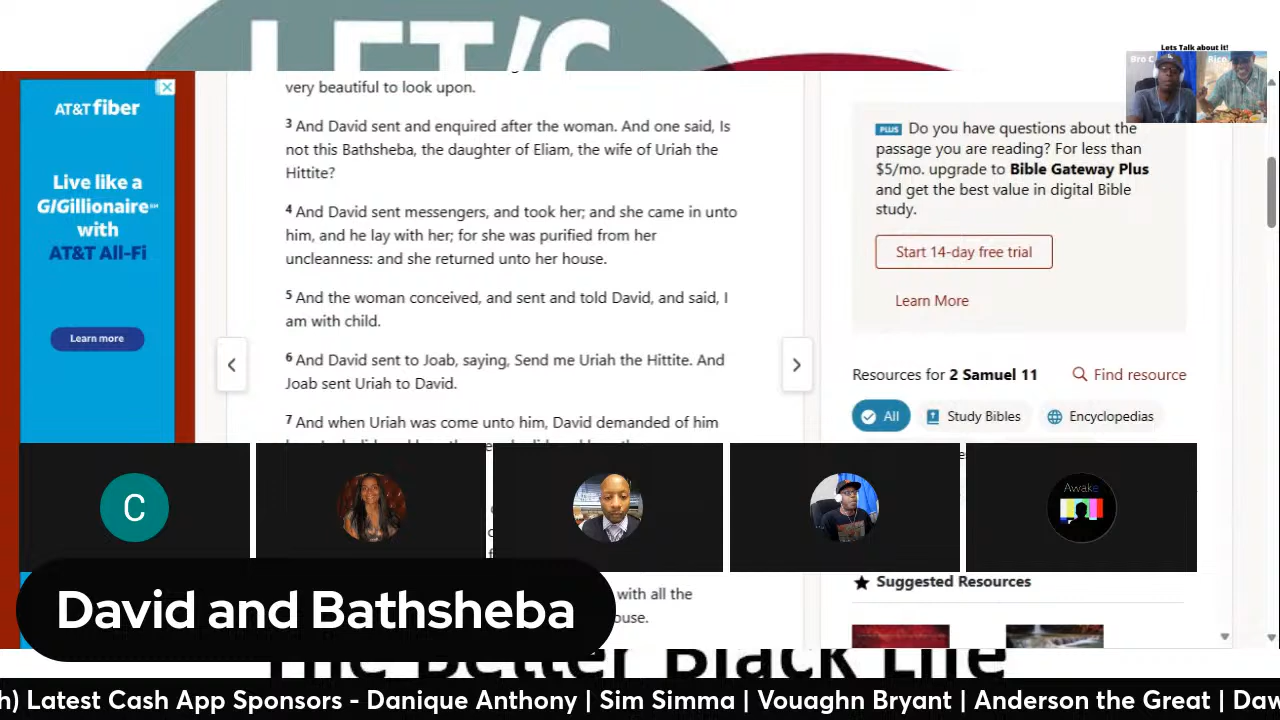 LET'S
Lets Talk about it!
Bro C
Rico
AT&T fiber
Live like a
GIGillionaire℠
with
AT&T All-Fi
Learn more
very beautiful to look upon.
3 And David sent and enquired after the woman. And one said, Is
not this Bathsheba, the daughter of Eliam, the wife of Uriah the
Hittite?
4 And David sent messengers, and took her; and she came in unto
him, and he lay with her; for she was purified from her
uncleanness: and she returned unto her house.
5 And the woman conceived, and sent and told David, and said, I
am with child.
6 And David sent to Joab, saying, Send me Uriah the Hittite. And
Joab sent Uriah to David.
7 And when Uriah was come unto him, David demanded of him
with all the
ouse.
PLUS Do you have questions about the
passage you are reading? For less than
$5/mo. upgrade to Bible Gateway Plus
and get the best value in digital Bible
study.
Start 14-day free trial
Learn More
Resources for 2 Samuel 11
Find resource
All
Study Bibles
Encyclopedias
C
Awake
Suggested Resources
David and Bathsheba
The Better Black Life
h) Latest Cash App Sponsors - Danique Anthony | Sim Simma | Vouaghn Bryant | Anderson the Great | Daw